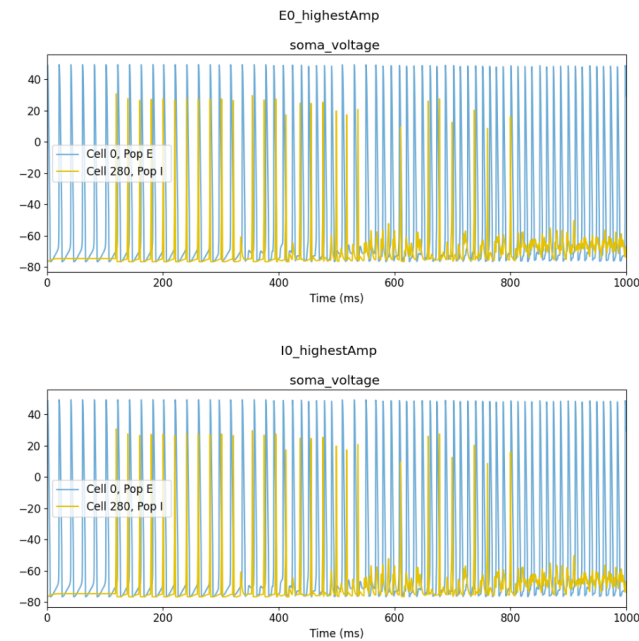 E0_highestAmp
soma_voltage
40
20
0
−20
−40
−60
−80
Cell 0, Pop E
Cell 280, Pop I
0
200
400
600
800
1000
Time (ms)
I0_highestAmp
soma_voltage
40
20
0
−20
−40
−60
−80
Cell 0, Pop E
Cell 280, Pop I
0
200
400
600
800
1000
Time (ms)